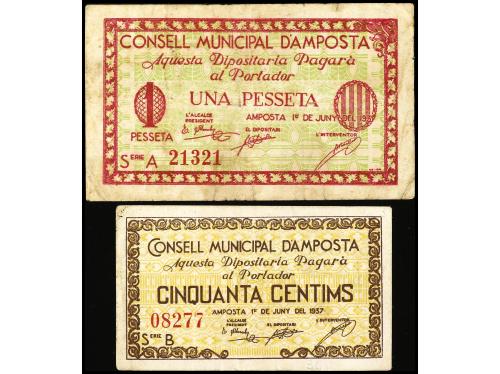 CONSELL MUNICIPAL D'AMPOSTA
Aquesta Dipositaria Pagarà
al Portador
UNA PESSETA
1
PESSETA
AMPOSTA 1ER DE JUNY DEL 1937
L'ALCALDE PRESIDENT
EL DIPOSITARI
L'INTERVENTOR
SERIE A 21321
CONSELL MUNICIPAL D'AMPOSTA
Aquesta Dipositaria Pagarà
al Portador
CINQUANTA CENTIMS
AMPOSTA 1ER DE JUNY DEL 1937
08277
L'ALCALDE PRESIDENT
EL DIPOSITARI
L'INTERVENTOR
SERIE B